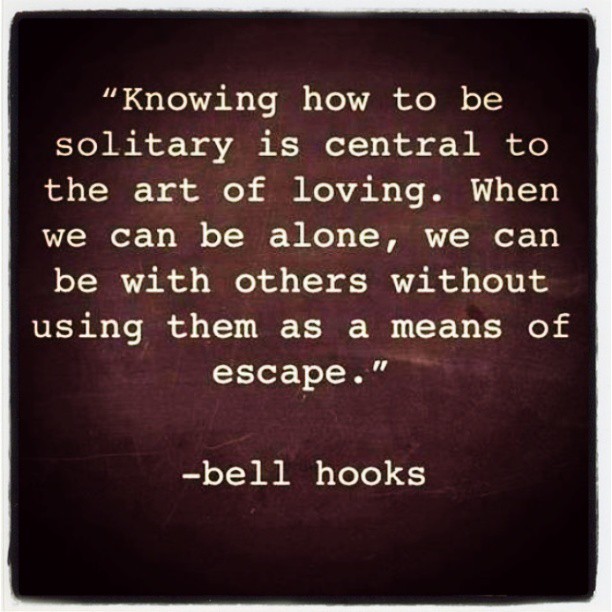 “Knowing how to be
solitary is central to
the art of loving. When
we can be alone, we can
be with others without
using them as a means of
escape.”
–bell hooks